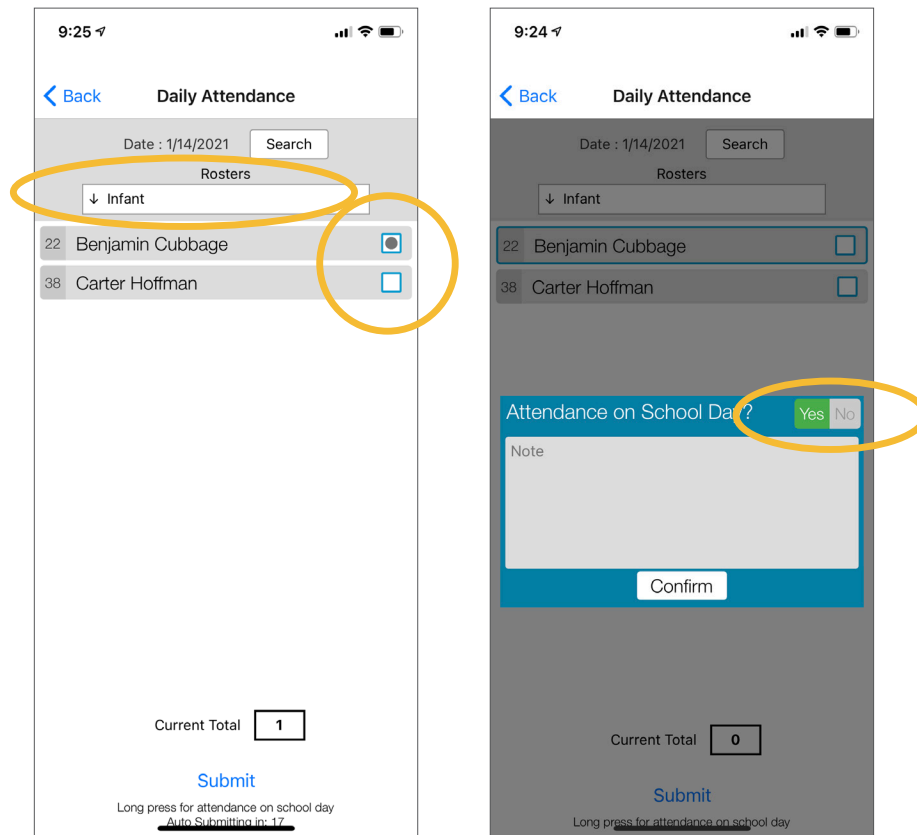 9:25
Back Daily Attendance
Date : 1/14/2021 Search
Rosters
↓ Infant
22 Benjamin Cubbage
38 Carter Hoffman
Current Total 1
Submit
Long press for attendance on school day
Auto Submitting in: 17
9:24
Back Daily Attendance
Date : 1/14/2021 Search
Rosters
↓ Infant
22 Benjamin Cubbage
38 Carter Hoffman
Attendance on School Day? Yes No
Note
Confirm
Current Total 0
Submit
Long press for attendance on school day